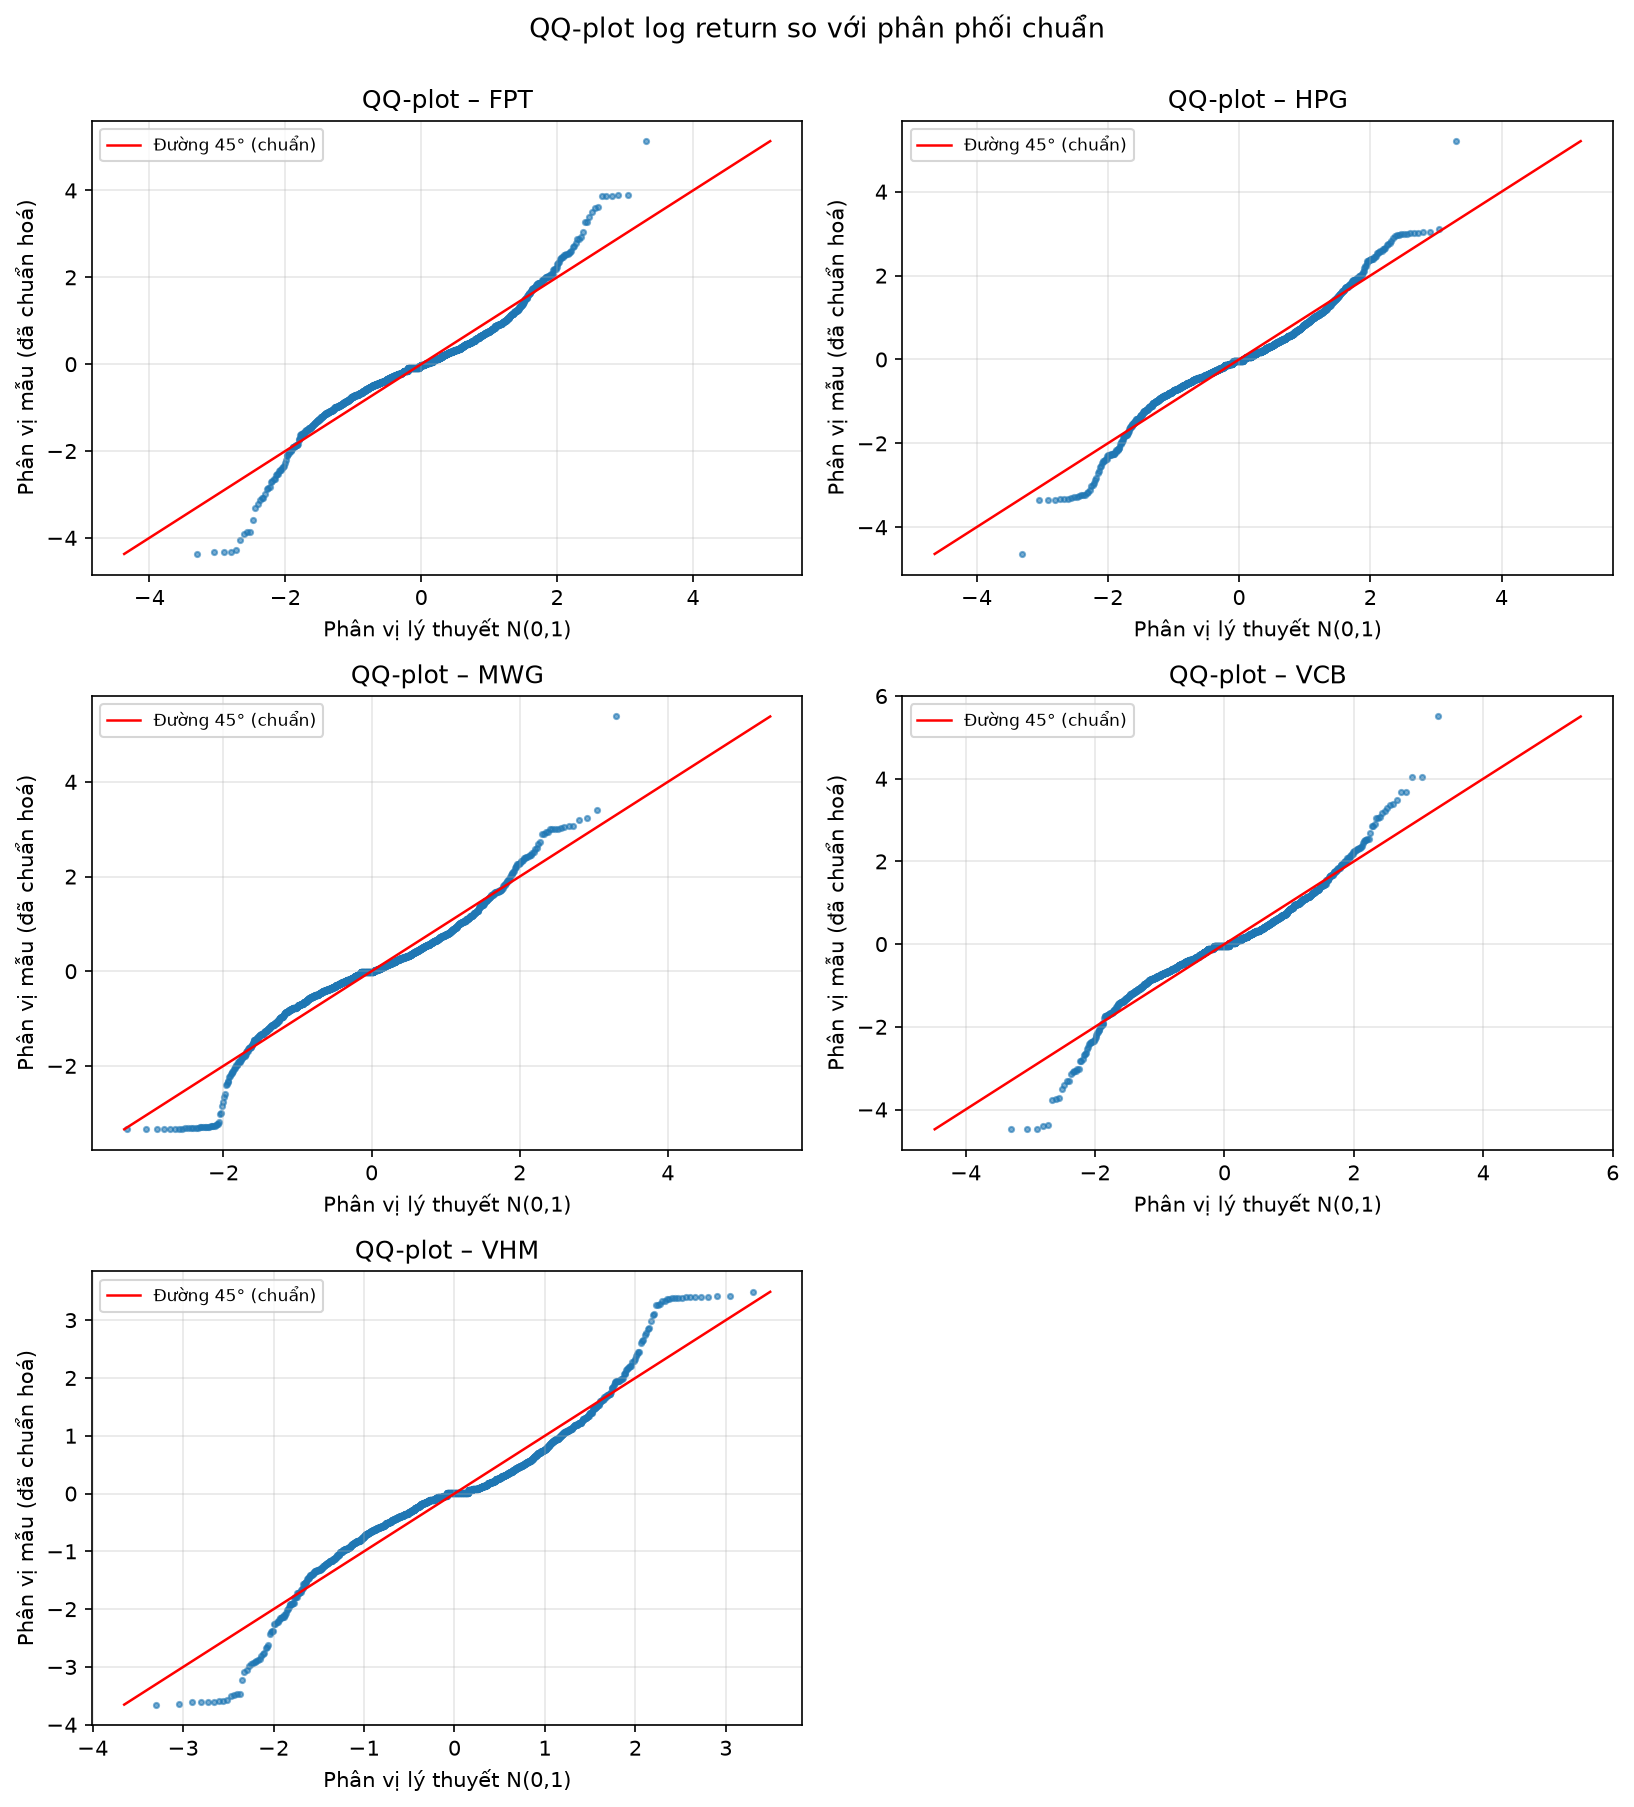 QQ-plot log return so với phân phối chuẩn
QQ-plot – FPT
Đường 45° (chuẩn)
Phân vị mẫu (đã chuẩn hoá)
4
2
0
−2
−4
−4
−2
0
2
4
Phân vị lý thuyết N(0,1)
QQ-plot – HPG
Đường 45° (chuẩn)
Phân vị mẫu (đã chuẩn hoá)
4
2
0
−2
−4
−4
−2
0
2
4
Phân vị lý thuyết N(0,1)
QQ-plot – MWG
Đường 45° (chuẩn)
Phân vị mẫu (đã chuẩn hoá)
4
2
0
−2
−2
0
2
4
Phân vị lý thuyết N(0,1)
QQ-plot – VCB
Đường 45° (chuẩn)
Phân vị mẫu (đã chuẩn hoá)
6
4
2
0
−2
−4
−4
−2
0
2
4
6
Phân vị lý thuyết N(0,1)
QQ-plot – VHM
Đường 45° (chuẩn)
Phân vị mẫu (đã chuẩn hoá)
3
2
1
0
−1
−2
−3
−4
−4
−3
−2
−1
0
1
2
3
Phân vị lý thuyết N(0,1)